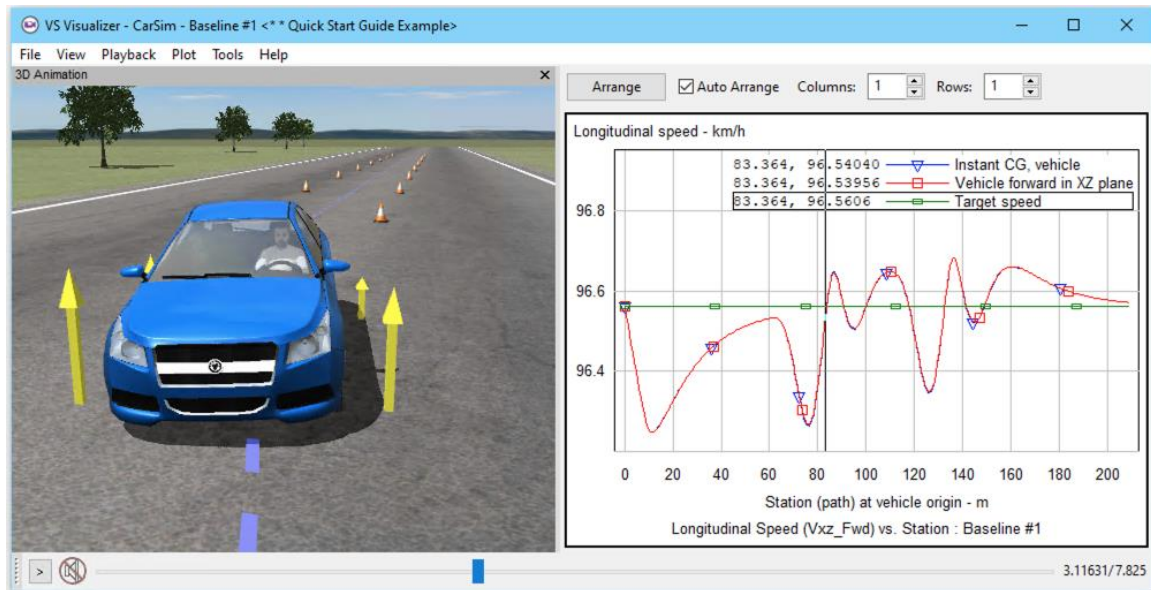 VS Visualizer - CarSim - Baseline #1 <* * Quick Start Guide Example>
File View Playback Plot Tools Help
3D Animation
Arrange Auto Arrange Columns: 1 Rows: 1
Longitudinal speed - km/h
83.364, 96.54040 Instant CG, vehicle
83.364, 96.53956 Vehicle forward in XZ plane
83.364, 96.5606 Target speed
96.8
96.6
96.4
0 20 40 60 80 100 120 140 160 180 200
Station (path) at vehicle origin - m
Longitudinal Speed (Vxz_Fwd) vs. Station : Baseline #1
> 3.11631/7.825